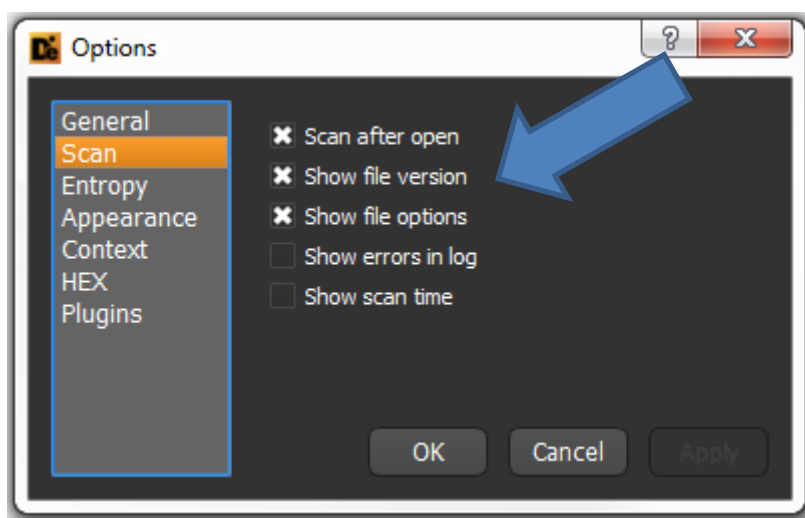 Options
General
Scan
Entropy
Appearance
Context
HEX
Plugins
Scan after open
Show file version
Show file options
Show errors in log
Show scan time
OK
Cancel
Apply